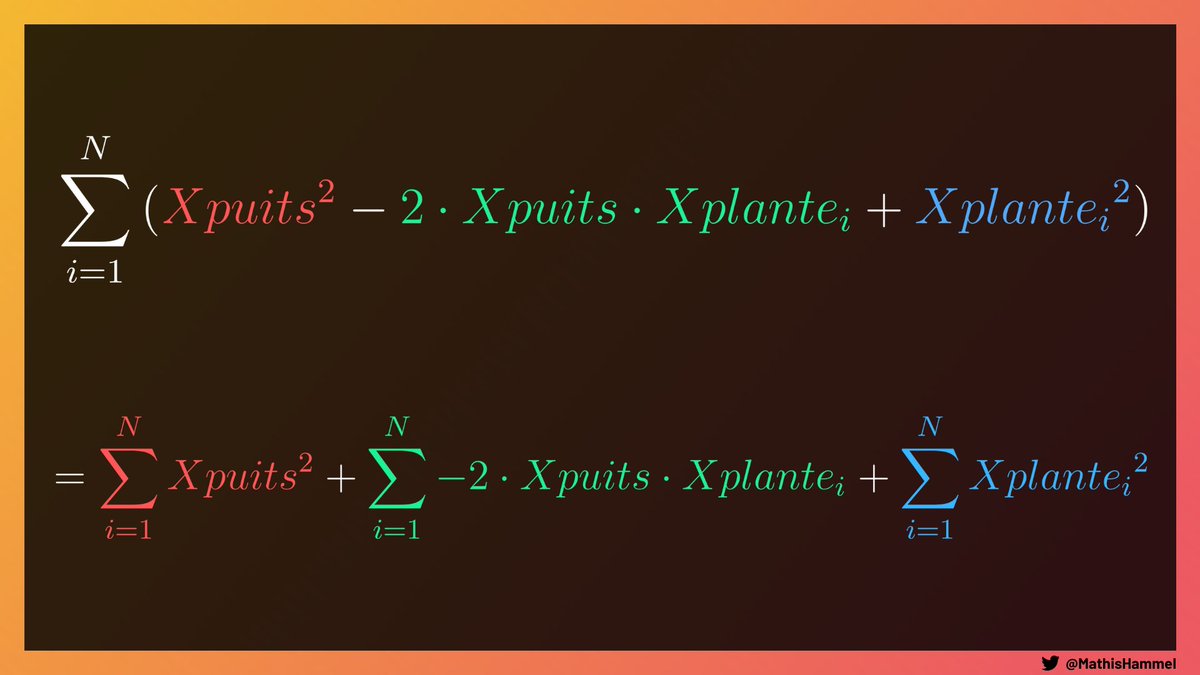 $\sum_{i=1}^{N} (Xpuits^2 - 2 \cdot Xpuits \cdot Xplante_i + {Xplante_i}^2)$
$= \sum_{i=1}^{N} Xpuits^2 + \sum_{i=1}^{N} -2 \cdot Xpuits \cdot Xplante_i + \sum_{i=1}^{N} {Xplante_i}^2$
@MathisHammel